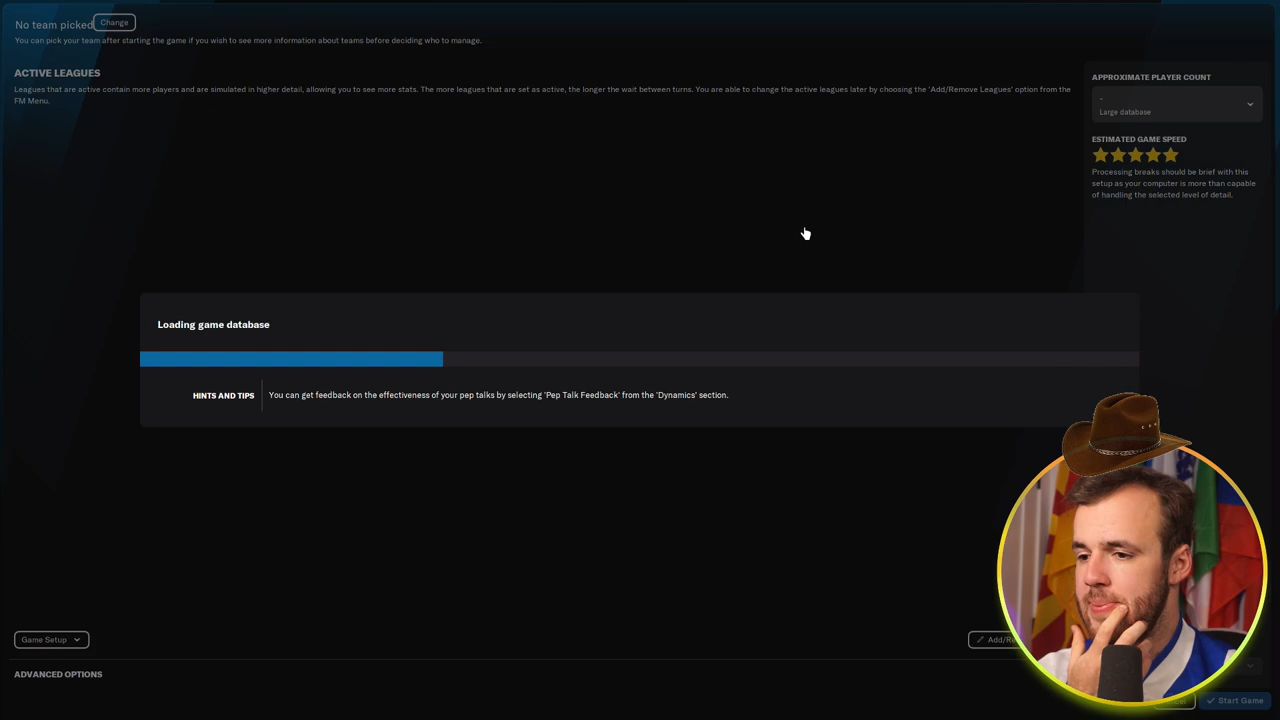 No team picked
Change
You can pick your team after starting the game if you wish to see more information about teams before deciding who to manage.
ACTIVE LEAGUES
Leagues that are active contain more players and are simulated in higher detail, allowing you to see more stats. The more leagues that are set as active, the longer the wait between turns. You are able to change the active leagues later by choosing the 'Add/Remove Leagues' option from the
FM Menu.
APPROXIMATE PLAYER COUNT
-
Large database
ESTIMATED GAME SPEED
Processing breaks should be brief with this
setup as your computer is more than capable
of handling the selected level of detail.
Loading game database
HINTS AND TIPS
You can get feedback on the effectiveness of your pep talks by selecting 'Pep Talk Feedback' from the 'Dynamics' section.
Game Setup
ADVANCED OPTIONS
Start Game